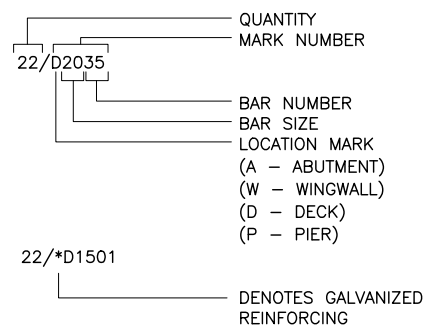 QUANTITY
MARK NUMBER
22/D2035
BAR NUMBER
BAR SIZE
LOCATION MARK
(A – ABUTMENT)
(W – WINGWALL)
(D – DECK)
(P – PIER)
22/*D1501
DENOTES GALVANIZED
REINFORCING